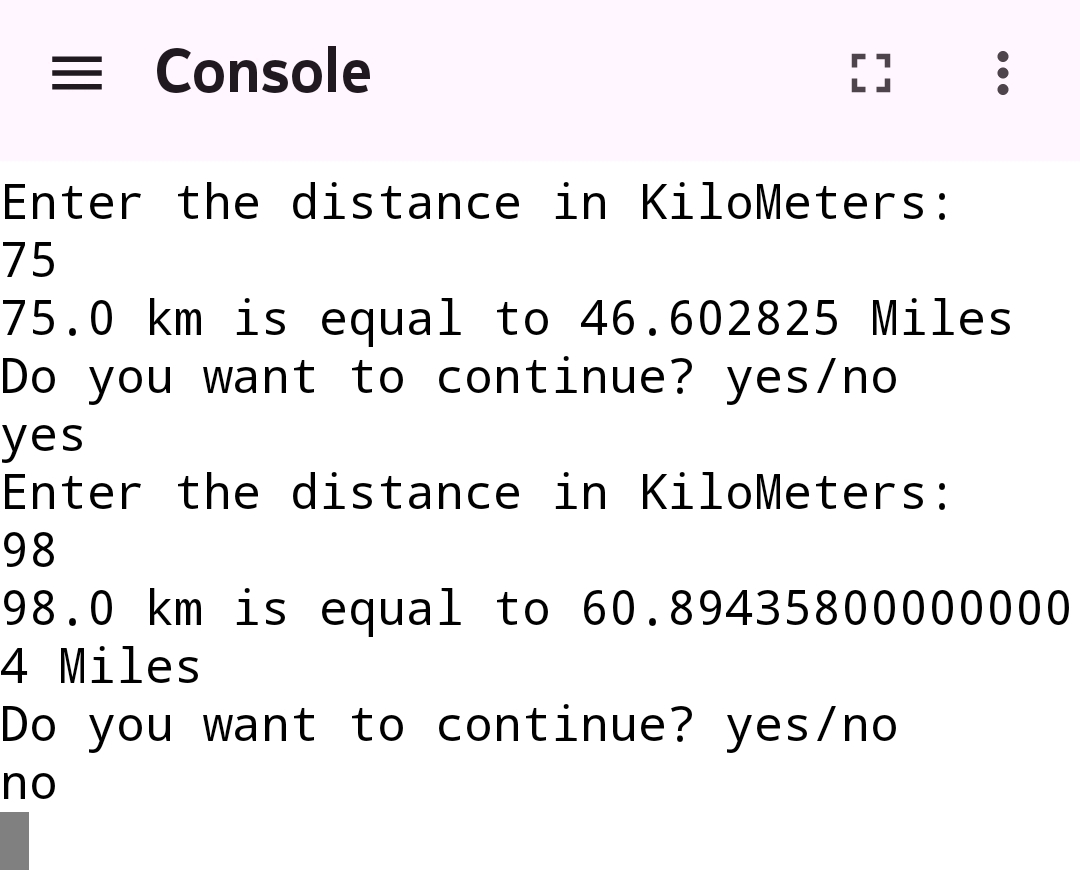 Console
Enter the distance in KiloMeters:
75
75.0 km is equal to 46.602825 Miles
Do you want to continue? yes/no
yes
Enter the distance in KiloMeters:
98
98.0 km is equal to 60.89435800000000
4 Miles
Do you want to continue? yes/no
no